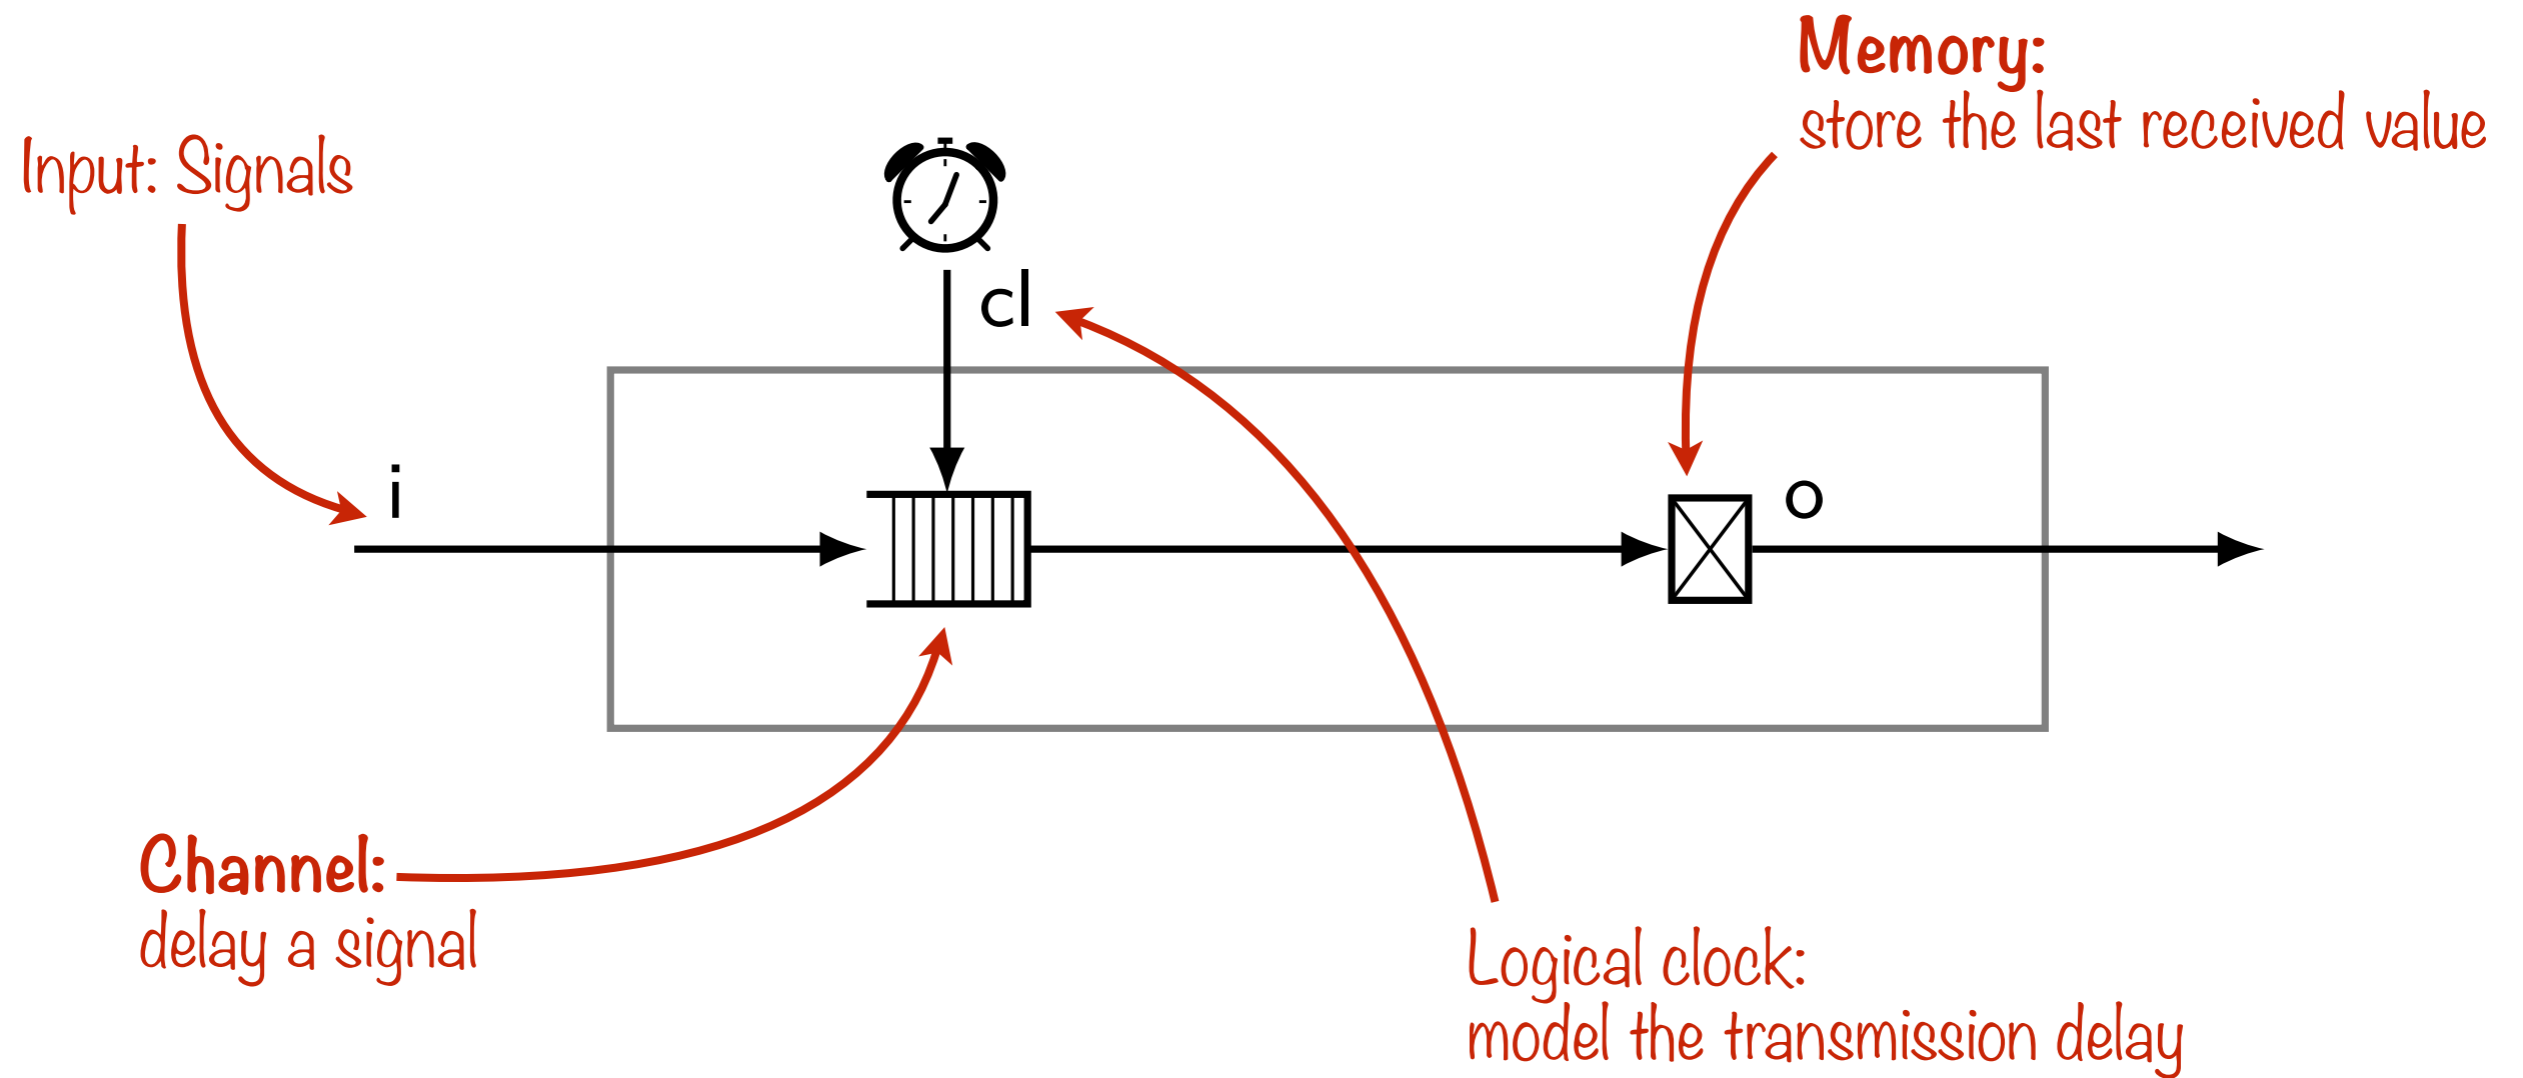 Memory:
store the last received value
Input: Signals
cl
i
o
Channel:
delay a signal
Logical clock:
model the transmission delay